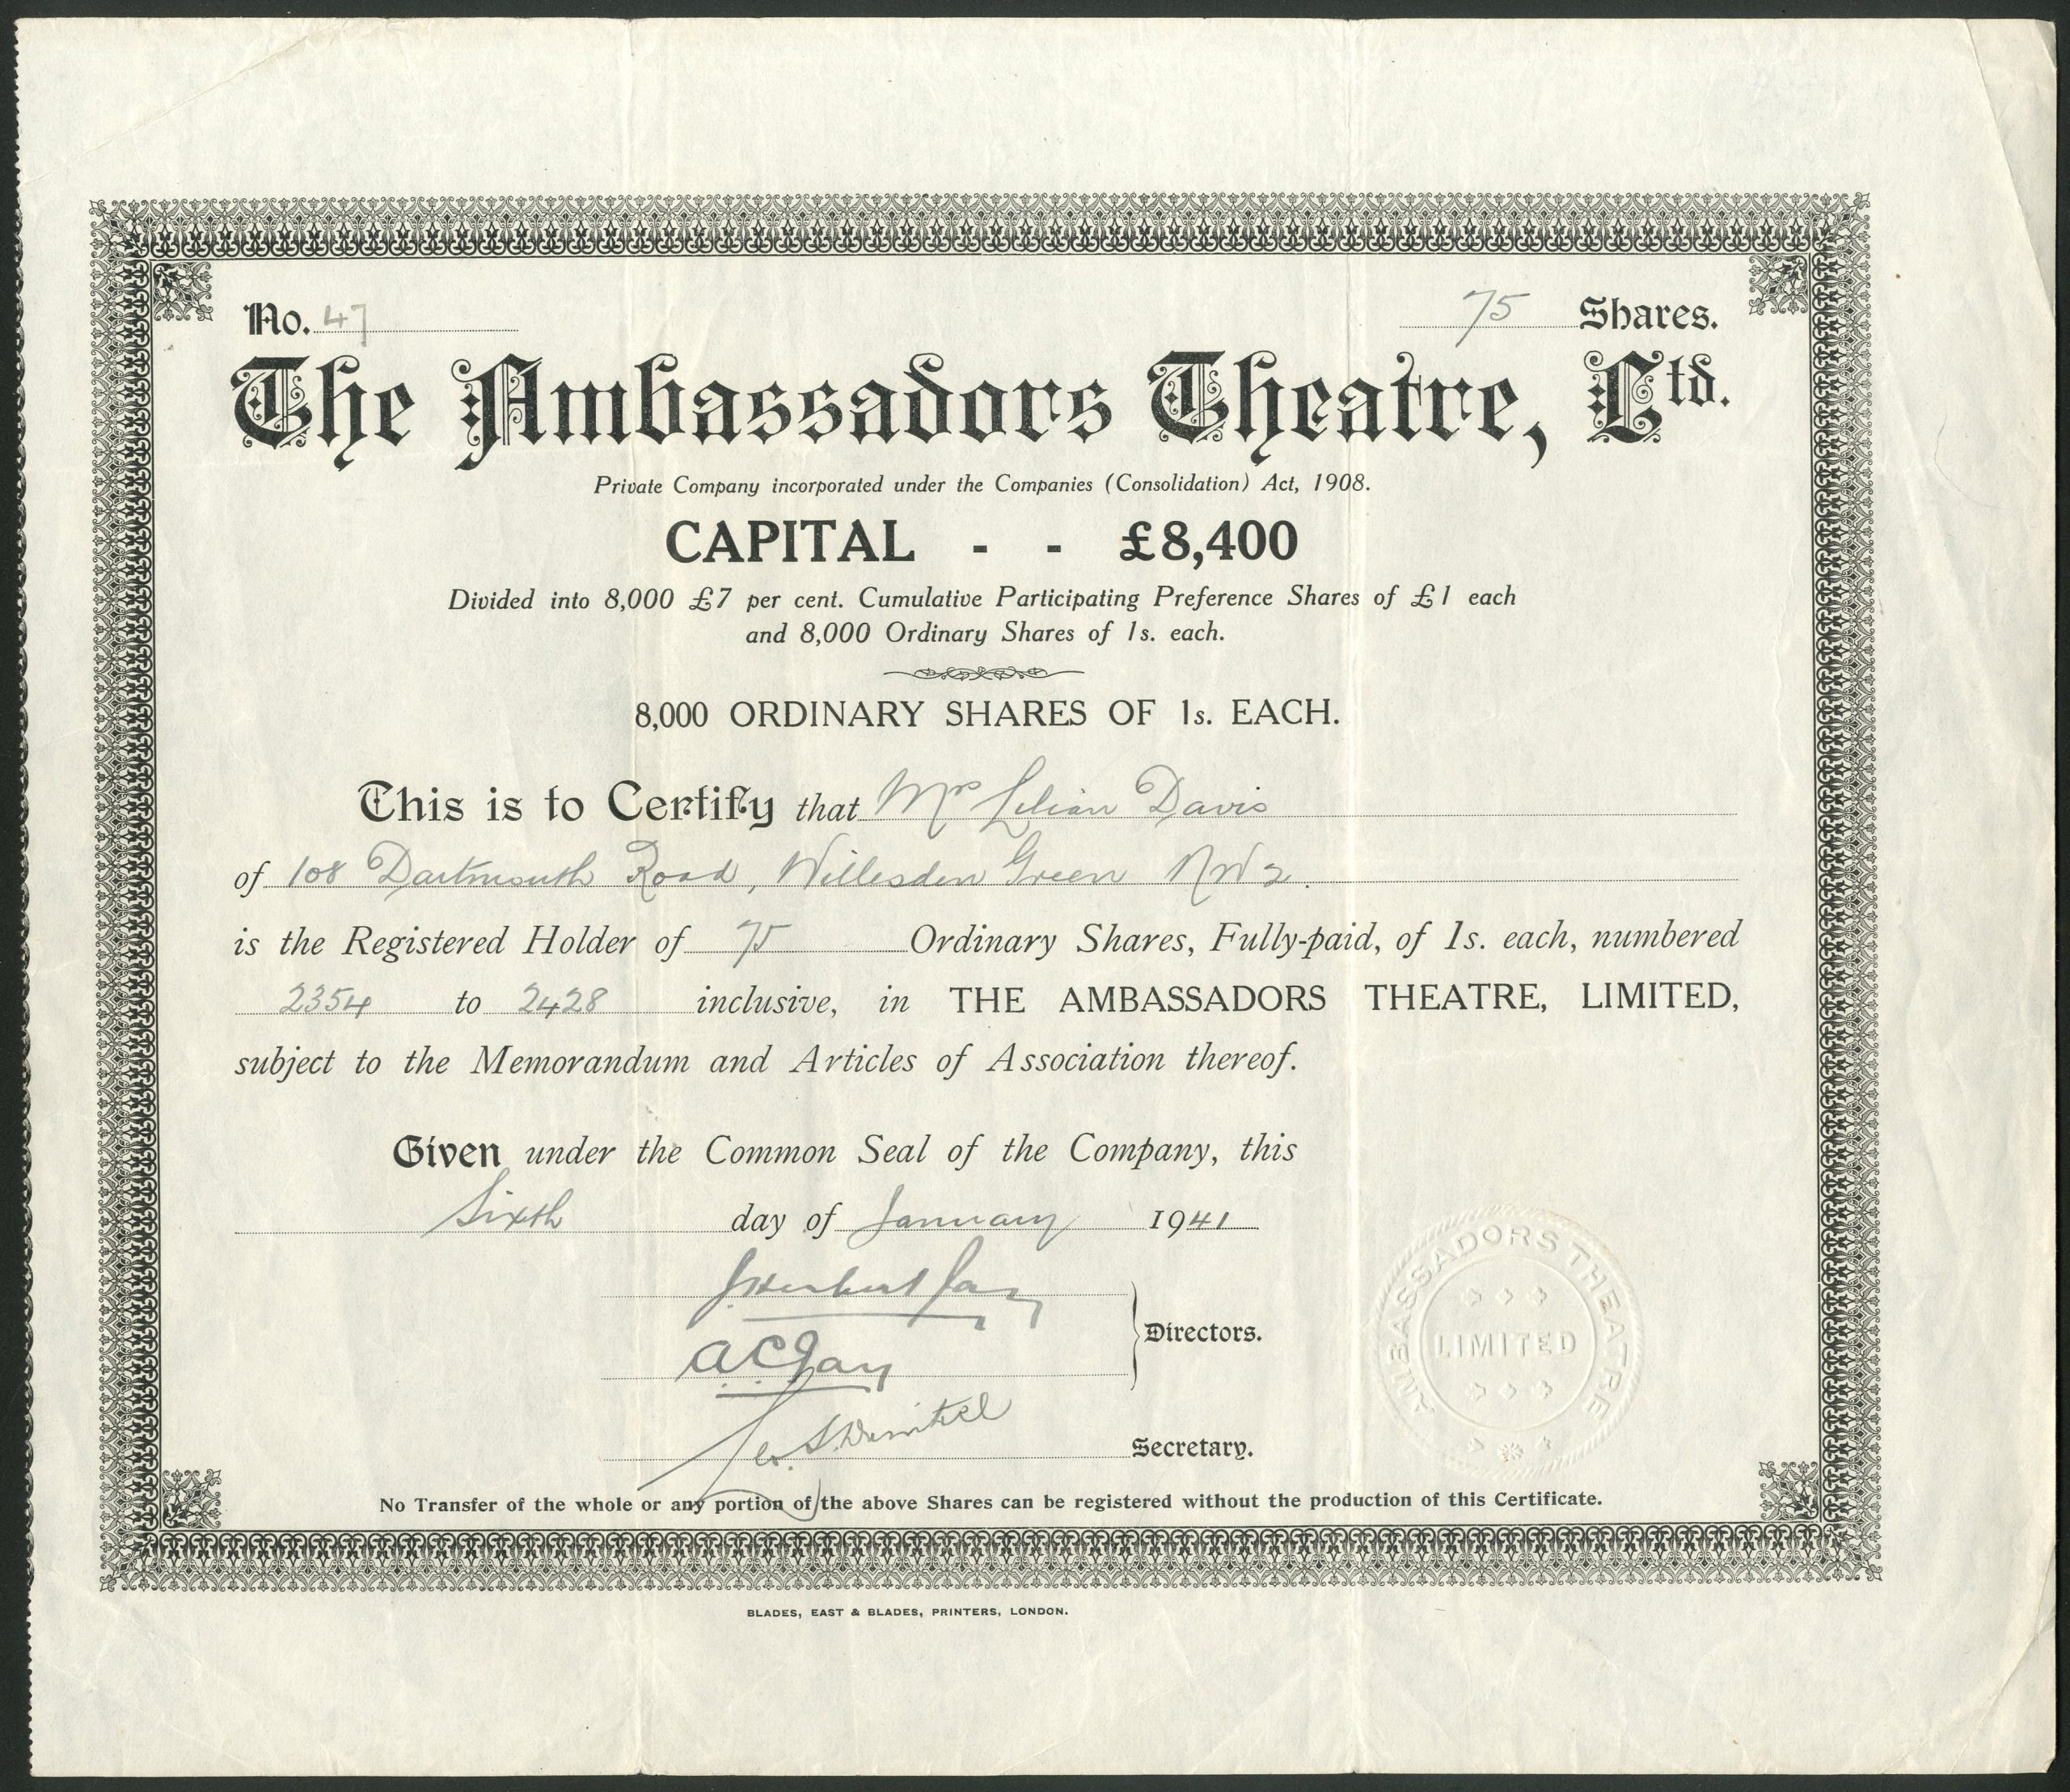 No. 47
75 Shares.
The Ambassadors Theatre, Ltd.
Private Company incorporated under the Companies (Consolidation) Act, 1908.
CAPITAL - - £8,400
Divided into 8,000 £7 per cent. Cumulative Participating Preference Shares of £1 each
and 8,000 Ordinary Shares of 1s. each.
8,000 ORDINARY SHARES OF 1s. EACH.
This is to Certify that Mrs Lilian Davis
of 108 Dartmouth Road, Willesden Green NW2.
is the Registered Holder of 75 Ordinary Shares, Fully-paid, of 1s. each, numbered
2354 to 2428 inclusive, in THE AMBASSADORS THEATRE, LIMITED,
subject to the Memorandum and Articles of Association thereof.
Given under the Common Seal of the Company, this
Sixth day of January 1941
J. Herbert Jay
A.C. Jay
Directors.
Geo. Secretary.
AMBASSADORS THEATRE
LIMITED
No Transfer of the whole or any portion of the above Shares can be registered without the production of this Certificate.
BLADES, EAST & BLADES, PRINTERS, LONDON.